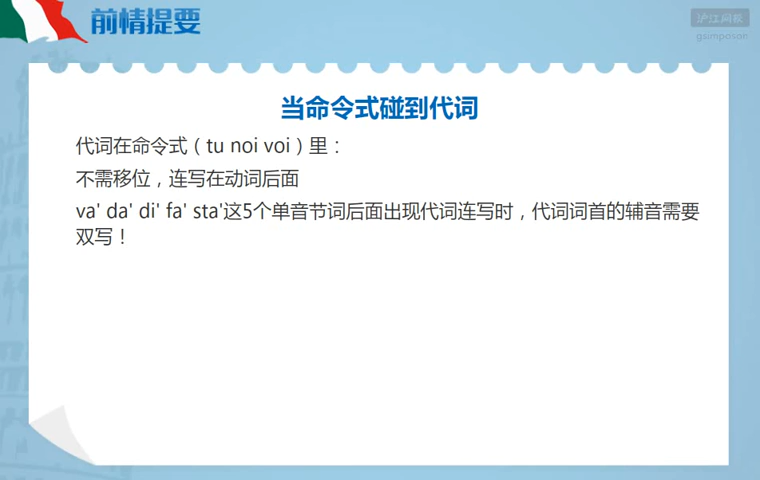 前情提要
沪江网校
gsimpoison
当命令式碰到代词
代词在命令式（tu noi voi）里：
不需移位，连写在动词后面
va' da' di' fa' sta'这5个单音节词后面出现代词连写时，代词词首的辅音需要
双写！